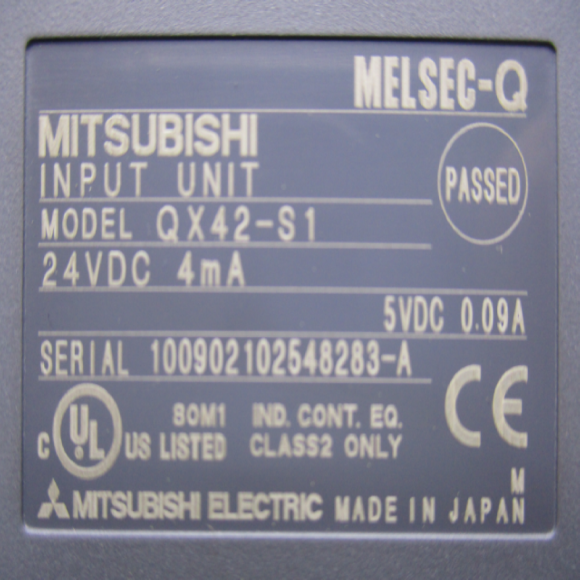 MELSEC-Q
MITSUBISHI
INPUT UNIT
PASSED
MODEL QX42-S1
24VDC 4mA
5VDC 0.09A
SERIAL 100902102548283-A
CE
C UL US LISTED 80M1 IND. CONT. EQ.
CLASS2 ONLY
M
MITSUBISHI ELECTRIC MADE IN JAPAN